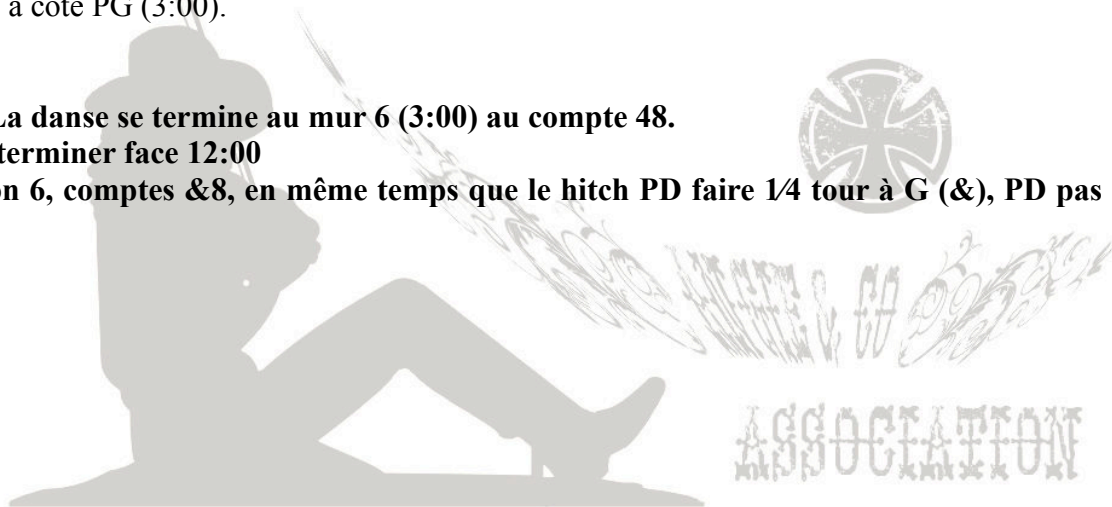 à côté PG (3:00).
La danse se termine au mur 6 (3:00) au compte 48.
terminer face 12:00
on 6, comptes &8, en même temps que le hitch PD faire 1⁄4 tour à G (&), PD pas
& CO
ASSOCIATION